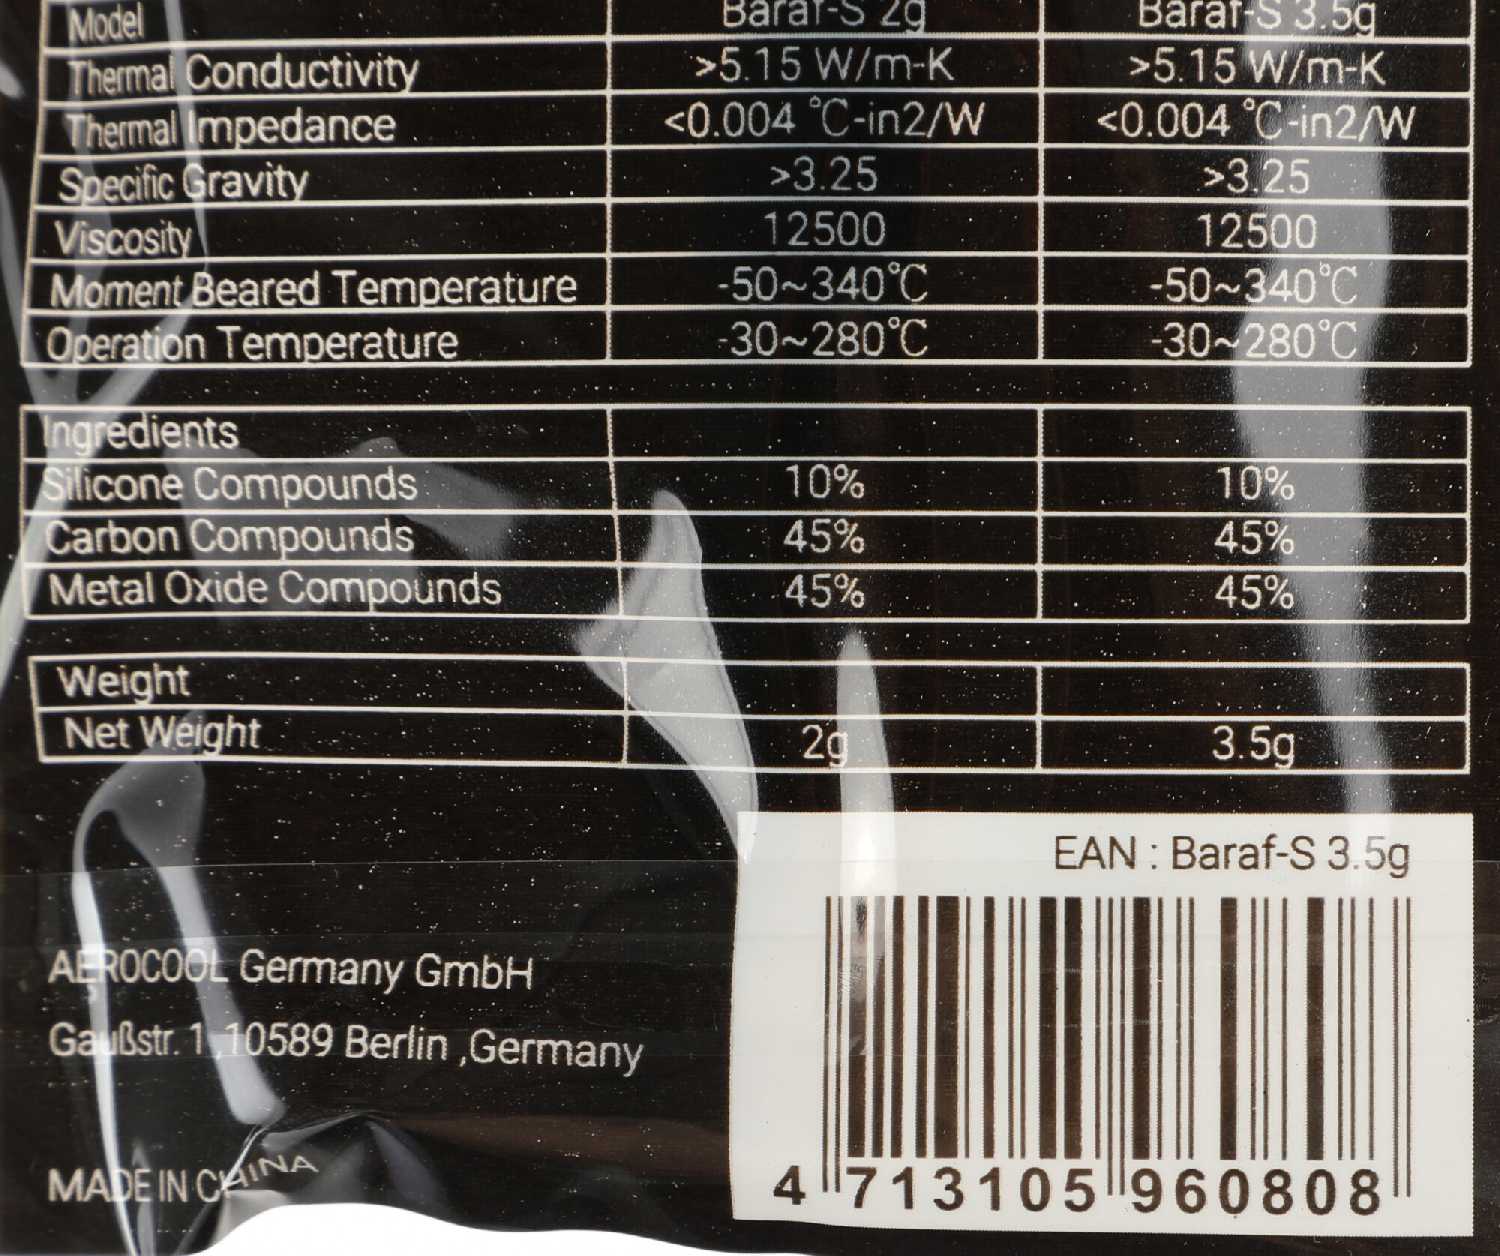 Model Baraf-S 2g Baraf-S 3.5g
Thermal Conductivity >5.15 W/m-K >5.15 W/m-K
Thermal Impedance <0.004 °C-in2/W <0.004 °C-in2/W
Specific Gravity >3.25 >3.25
Viscosity 12500 12500
Moment Beared Temperature -50~340°C -50~340°C
Operation Temperature -30~280°C -30~280°C
Ingredients
Silicone Compounds 10% 10%
Carbon Compounds 45% 45%
Metal Oxide Compounds 45% 45%
Weight
Net Weight 2g 3.5g
EAN : Baraf-S 3.5g
AEROCOOL Germany GmbH
Gaußstr. 1,10589 Berlin ,Germany
MADE IN CHINA
4 713105 960808